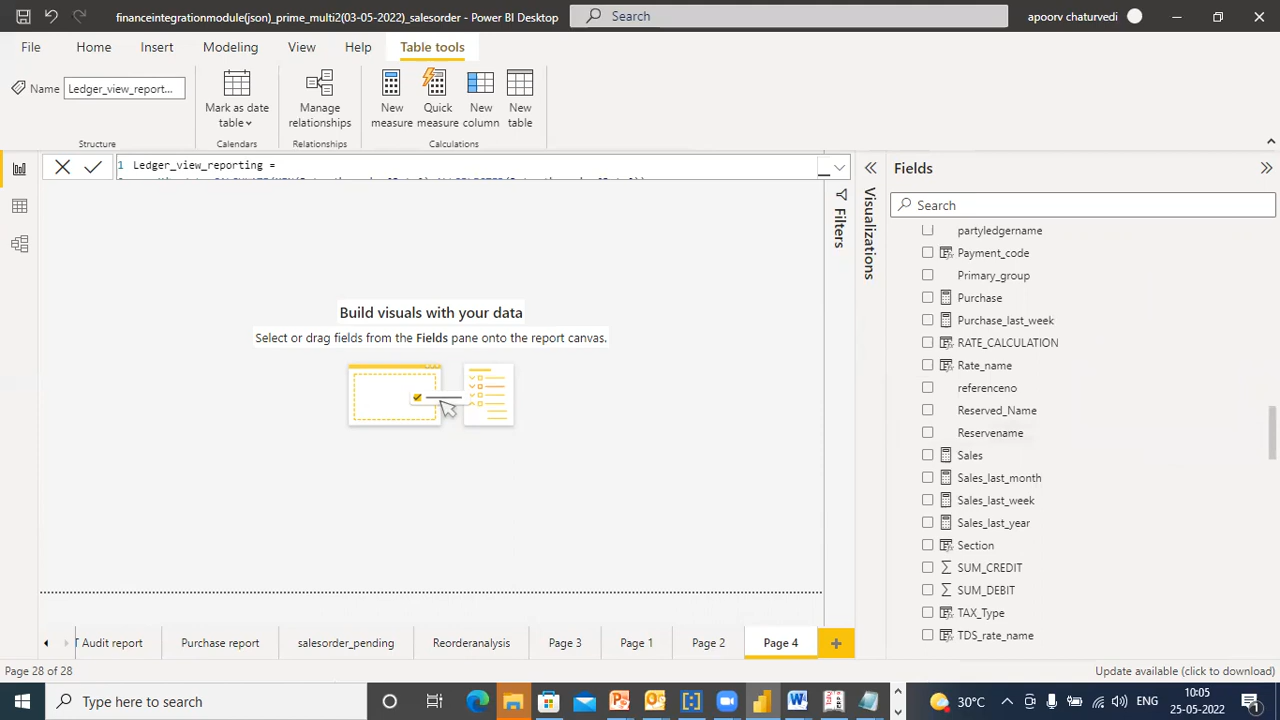 financeintegrationmodule(json)_prime_multi2(03-05-2022)_salesorder - Power BI Desktop
Search
apoorv chaturvedi
File
Home
Insert
Modeling
View
Help
Table tools
Name
Ledger_view_report...
Mark as date table
Manage relationships
New measure
Quick measure
New column
New table
Structure
Calendars
Relationships
Calculations
1 Ledger_view_reporting =
Fields
Search
Filters
Visualizations
partyledgername
Payment_code
Primary_group
Purchase
Purchase_last_week
RATE_CALCULATION
Rate_name
referenceno
Reserved_Name
Reservename
Sales
Sales_last_month
Sales_last_week
Sales_last_year
Section
SUM_CREDIT
SUM_DEBIT
TAX_Type
TDS_rate_name
Build visuals with your data
Select or drag fields from the Fields pane onto the report canvas.
T Audit report
Purchase report
salesorder_pending
Reorderanalysis
Page 3
Page 1
Page 2
Page 4
Page 28 of 28
Update available (click to download)
Type here to search
30°C
ENG
10:05
25-05-2022